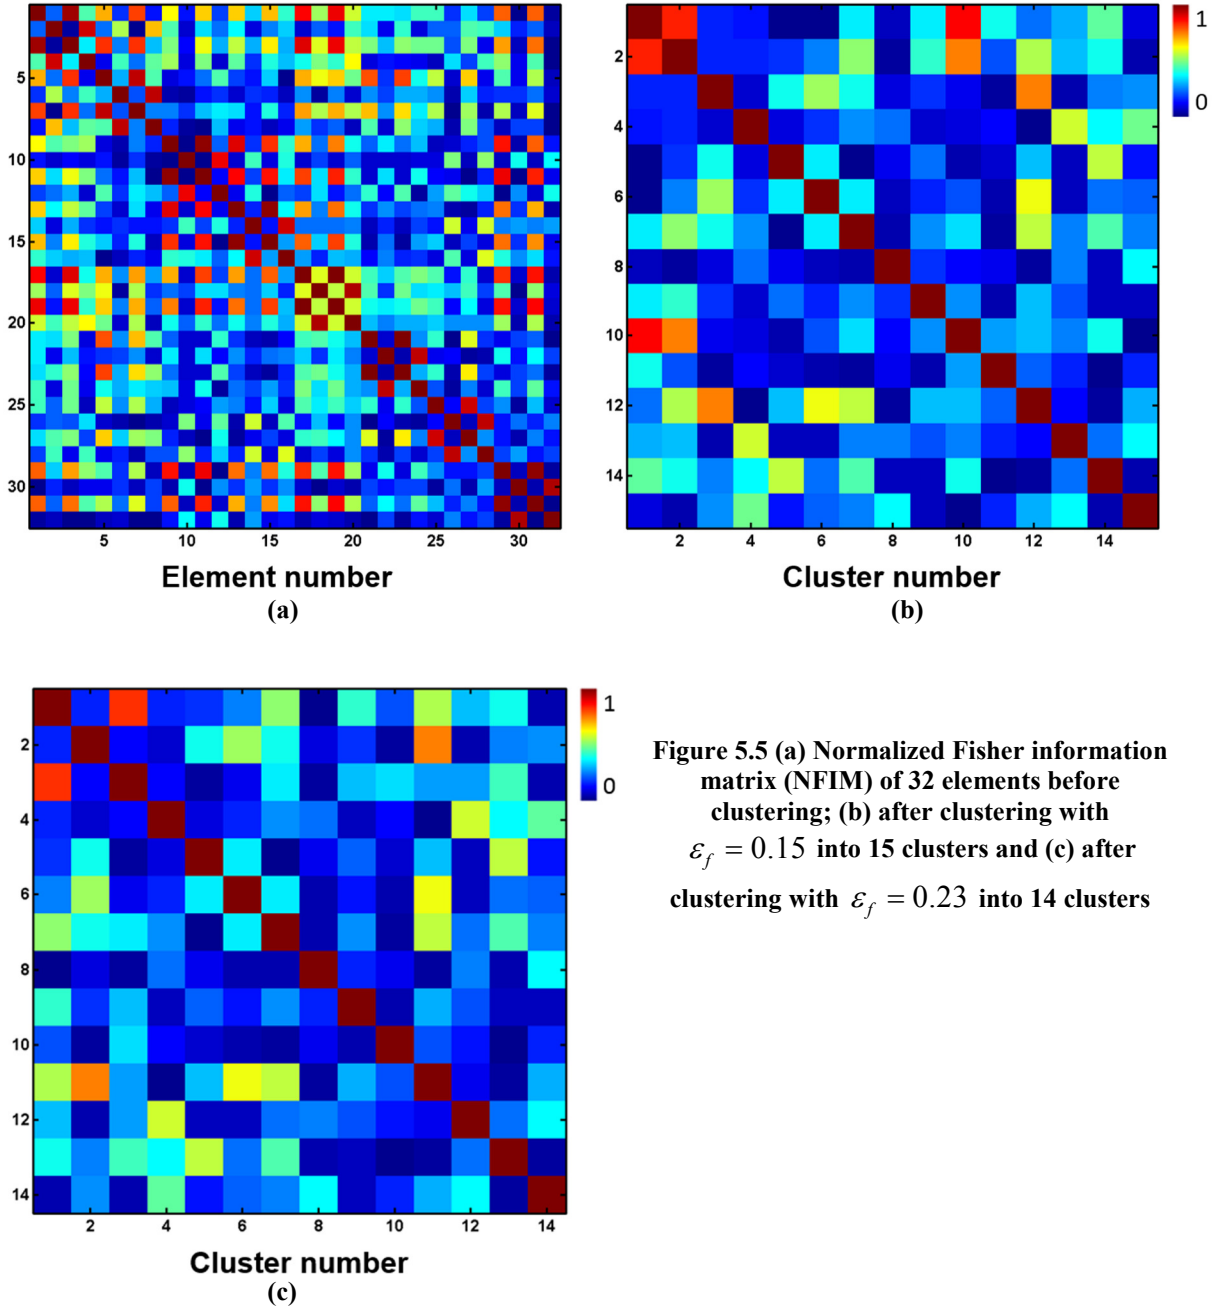 5
10
15
20
25
30
5 10 15 20 25 30
Element number
(a)
2
4
6
8
10
12
14
2 4 6 8 10 12 14
Cluster number
(b)
1
0
2
4
6
8
10
12
14
2 4 6 8 10 12 14
Cluster number
(c)
1
0
Figure 5.5 (a) Normalized Fisher information
matrix (NFIM) of 32 elements before
clustering; (b) after clustering with
ε_f = 0.15 into 15 clusters and (c) after
clustering with ε_f = 0.23 into 14 clusters